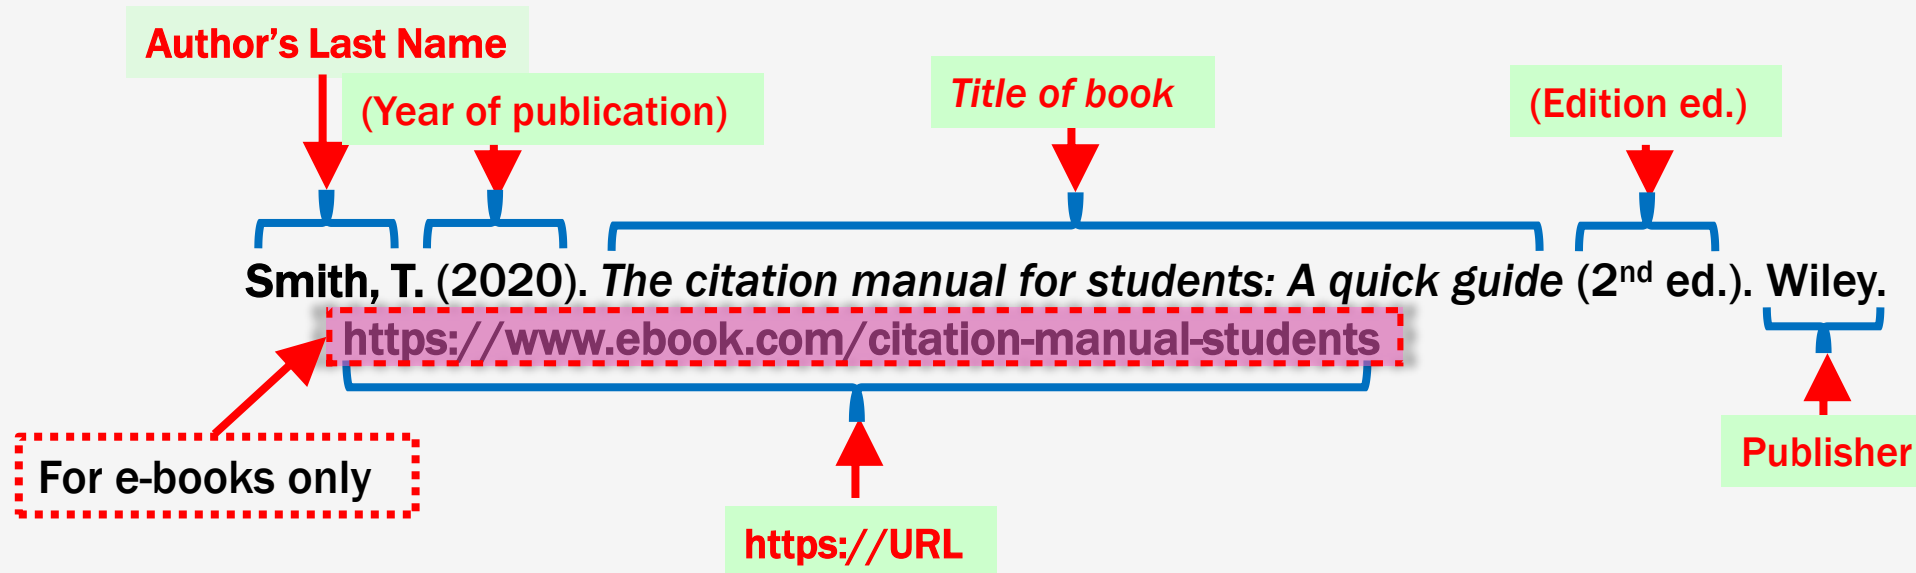 Author’s Last Name
(Year of publication)
Title of book
(Edition ed.)
Smith, T. (2020). The citation manual for students: A quick guide (2nd ed.). Wiley.
https://www.ebook.com/citation-manual-students
For e-books only
Publisher
https://URL